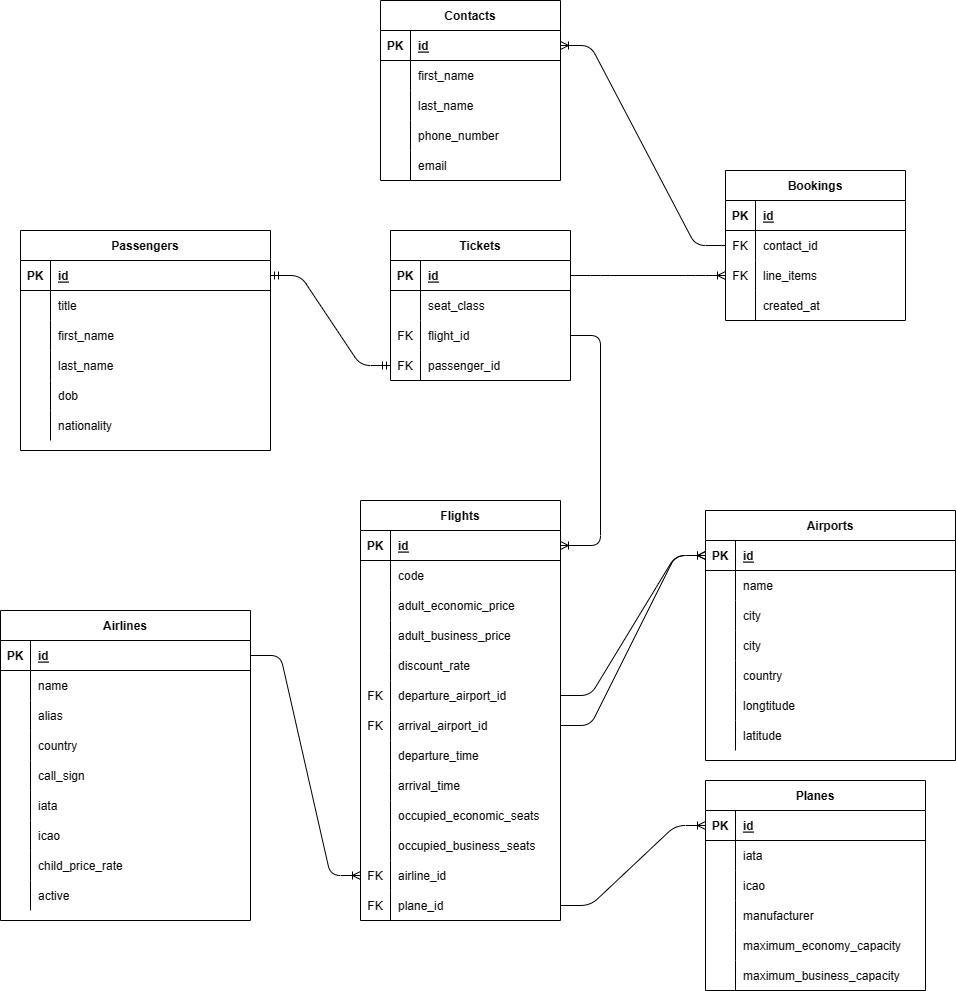 Contacts
PK id
first_name
last_name
phone_number
email
Bookings
PK id
FK contact_id
FK line_items
created_at
Passengers
PK id
title
first_name
last_name
dob
nationality
Tickets
PK id
seat_class
FK flight_id
FK passenger_id
Flights
PK id
code
adult_economic_price
adult_business_price
discount_rate
FK departure_airport_id
FK arrival_airport_id
departure_time
arrival_time
occupied_economic_seats
occupied_business_seats
FK airline_id
FK plane_id
Airports
PK id
name
city
city
country
longtitude
latitude
Airlines
PK id
name
alias
country
call_sign
iata
icao
child_price_rate
active
Planes
PK id
iata
icao
manufacturer
maximum_economy_capacity
maximum_business_capacity